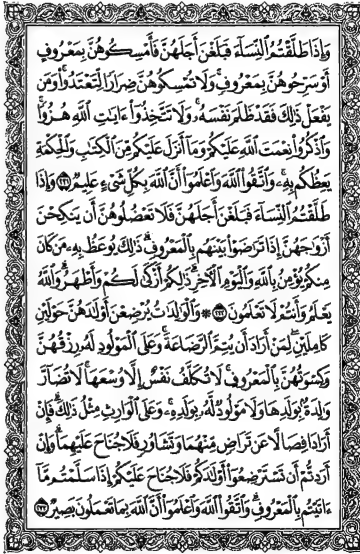 وَإِذَا طَلَّقْتُمُ ٱلنِّسَآءَ فَبَلَغْنَ أَجَلَهُنَّ فَأَمْسِكُوهُنَّ بِمَعْرُوفٍ
أَوْ سَرِّحُوهُنَّ بِمَعْرُوفٍ وَلَا تُمْسِكُوهُنَّ ضِرَارًا لِّتَعْتَدُوا۟ وَمَن
يَفْعَلْ ذَٰلِكَ فَقَدْ ظَلَمَ نَفْسَهُۥ وَلَا تَتَّخِذُوٓا۟ ءَايَٰتِ ٱللَّهِ هُزُوًا
وَٱذْكُرُوا۟ نِعْمَتَ ٱللَّهِ عَلَيْكُمْ وَمَآ أَنزَلَ عَلَيْكُم مِّنَ ٱلْكِتَٰبِ وَٱلْحِكْمَةِ
يَعِظُكُم بِهِۦ وَٱتَّقُوا۟ ٱللَّهَ وَٱعْلَمُوٓا۟ أَنَّ ٱللَّهَ بِكُلِّ شَىْءٍ عَلِيمٌ ٢٣١ وَإِذَا
طَلَّقْتُمُ ٱلنِّسَآءَ فَبَلَغْنَ أَجَلَهُنَّ فَلَا تَعْضُلُوهُنَّ أَن يَنكِحْنَ
أَزْوَٰجَهُنَّ إِذَا تَرَٰضَوْا۟ بَيْنَهُم بِٱلْمَعْرُوفِ ذَٰلِكَ يُوعَظُ بِهِۦ مَن كَانَ
مِنكُمْ يُؤْمِنُ بِٱللَّهِ وَٱلْيَوْمِ ٱلْءَاخِرِ ذَٰلِكُمْ أَزْكَىٰ لَكُمْ وَأَطْهَرُ وَٱللَّهُ
يَعْلَمُ وَأَنتُمْ لَا تَعْلَمُونَ ٢٣٢ ۞ وَٱلْوَٰلِدَٰتُ يُرْضِعْنَ أَوْلَٰدَهُنَّ حَوْلَيْنِ
كَامِلَيْنِ لِمَنْ أَرَادَ أَن يُتِمَّ ٱلرَّضَاعَةَ وَعَلَى ٱلْمَوْلُودِ لَهُۥ رِزْقُهُنَّ
وَكِسْوَتُهُنَّ بِٱلْمَعْرُوفِ لَا تُكَلَّفُ نَفْسٌ إِلَّا وُسْعَهَا لَا تُضَآرَّ
وَٰلِدَةٌۢ بِوَلَدِهَا وَلَا مَوْلُودٌ لَّهُۥ بِوَلَدِهِۦ وَعَلَى ٱلْوَارِثِ مِثْلُ ذَٰلِكَ فَإِنْ
أَرَادَا فِصَالًا عَن تَرَاضٍ مِّنْهُمَا وَتَشَاوُرٍ فَلَا جُنَاحَ عَلَيْهِمَا وَإِنْ
أَرَدتُّمْ أَن تَسْتَرْضِعُوٓا۟ أَوْلَٰدَكُمْ فَلَا جُنَاحَ عَلَيْكُمْ إِذَا سَلَّمْتُم مَّآ
ءَاتَيْتُم بِٱلْمَعْرُوفِ وَٱتَّقُوا۟ ٱللَّهَ وَٱعْلَمُوٓا۟ أَنَّ ٱللَّهَ بِمَا تَعْمَلُونَ بَصِيرٌ ٢٣٣